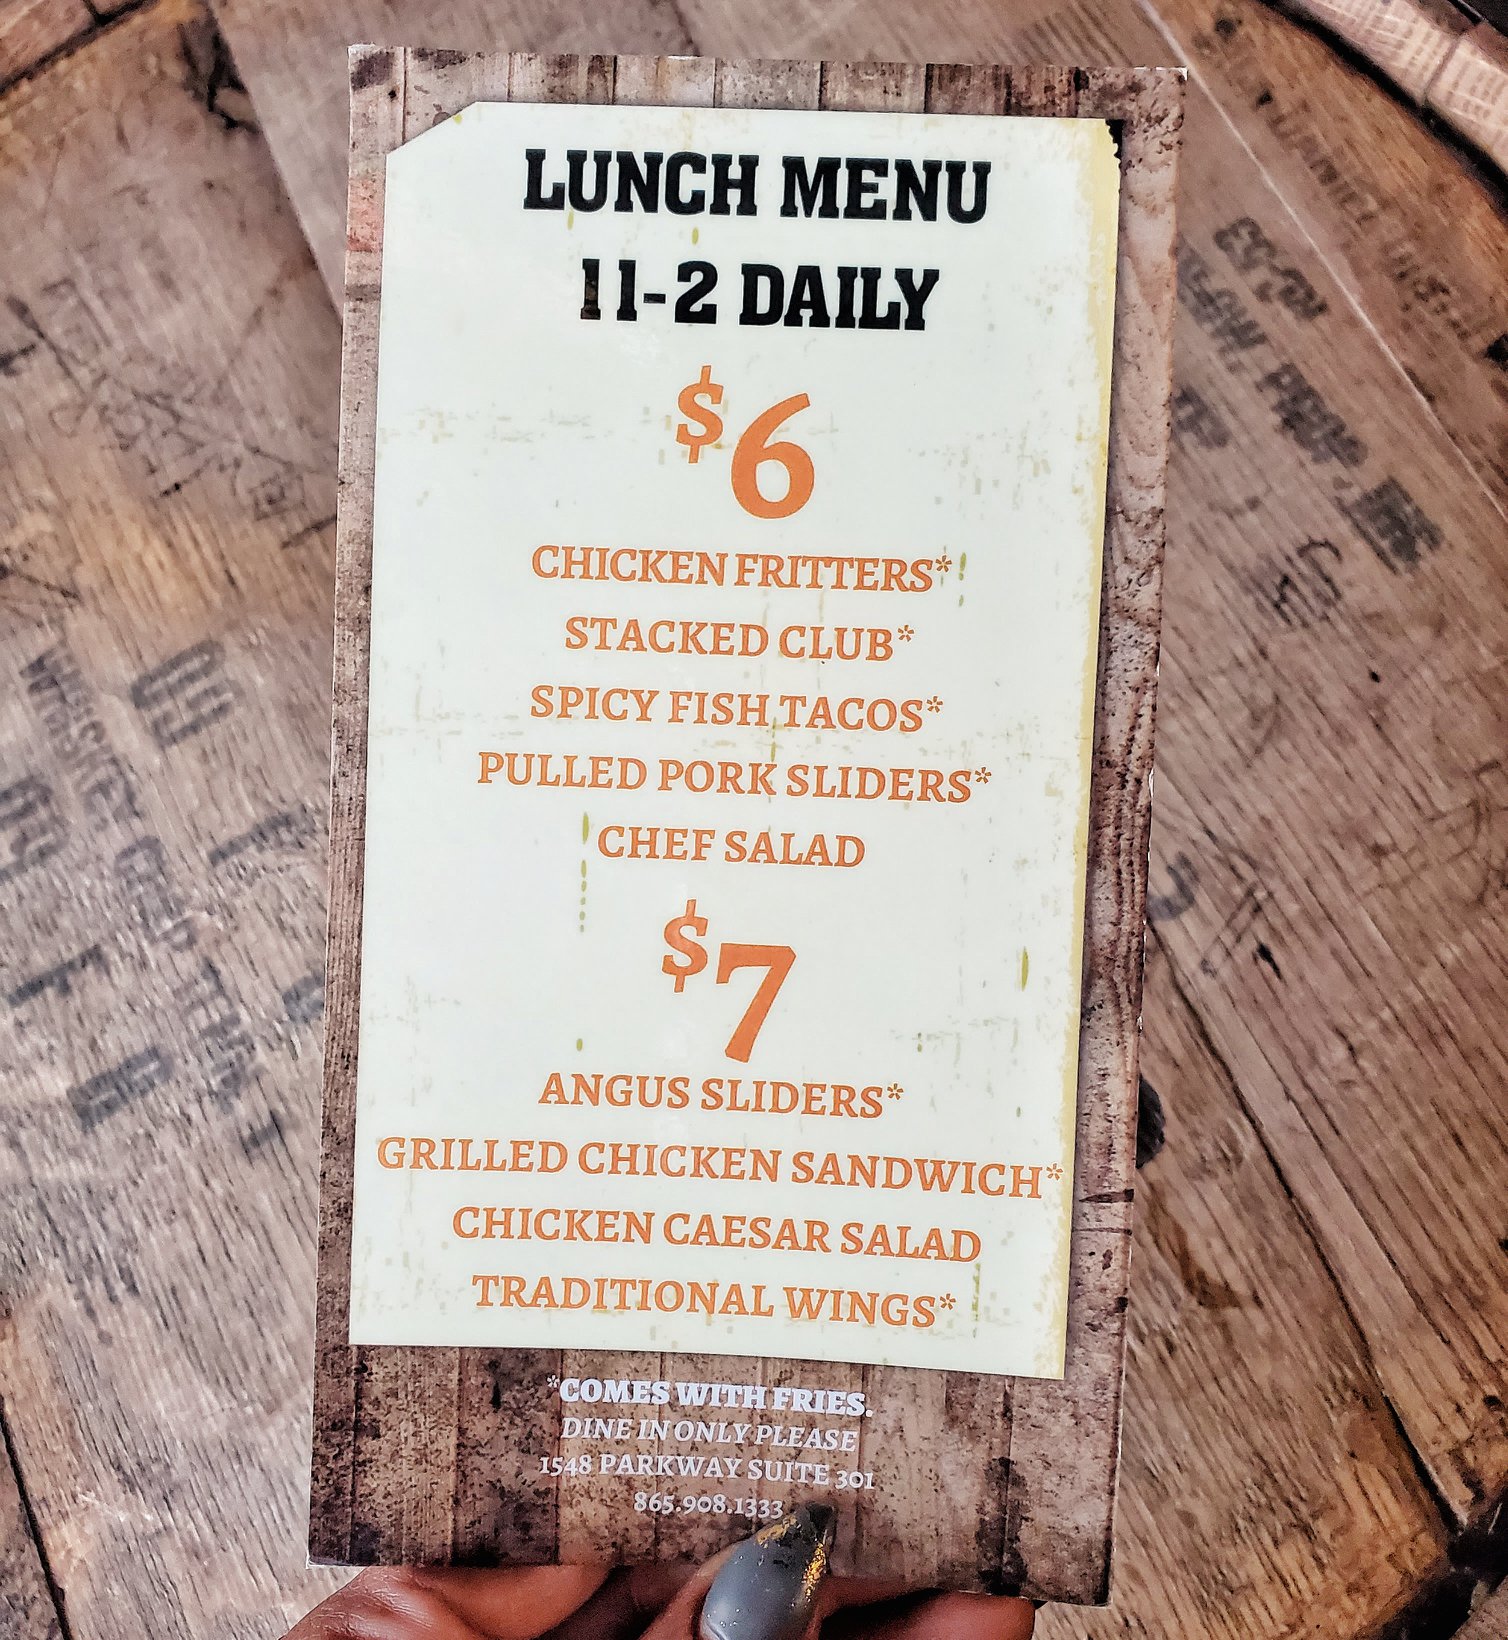 LUNCH MENU
11-2 DAILY
$6
CHICKEN FRITTERS*
STACKED CLUB*
SPICY FISH TACOS*
PULLED PORK SLIDERS*
CHEF SALAD
$7
ANGUS SLIDERS*
GRILLED CHICKEN SANDWICH*
CHICKEN CAESAR SALAD
TRADITIONAL WINGS*
*COMES WITH FRIES.
DINE IN ONLY PLEASE
1548 PARKWAY SUITE 301
865.908.1333